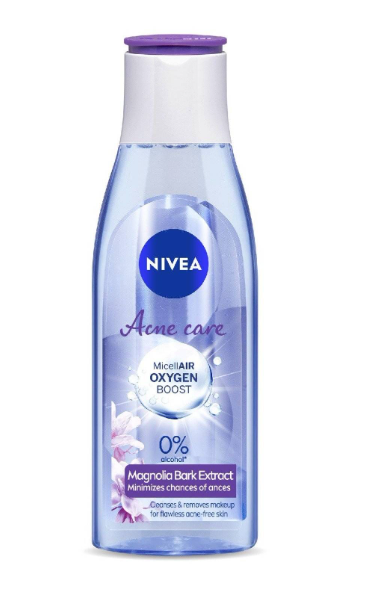 NIVEA
Acne care
MicellAIR
OXYGEN
BOOST
0%
alcohol*
Magnolia Bark Extract
Minimizes chances of ances
Cleanses & removes makeup
for flawless acne-free skin